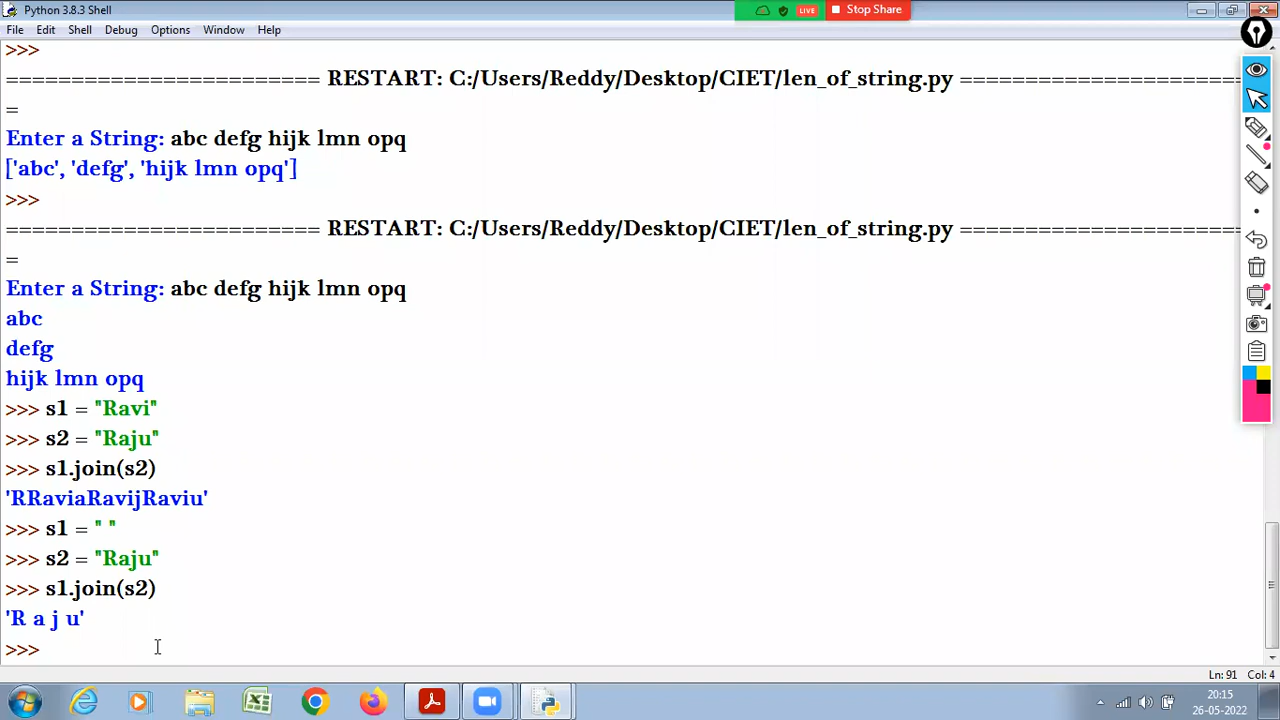 Python 3.8.3 Shell
LIVE
Stop Share
File Edit Shell Debug Options Window Help
>>>
======================== RESTART: C:/Users/Reddy/Desktop/CIET/len_of_string.py ========================
=
Enter a String: abc defg hijk lmn opq
['abc', 'defg', 'hijk lmn opq']
>>>
======================== RESTART: C:/Users/Reddy/Desktop/CIET/len_of_string.py ========================
=
Enter a String: abc defg hijk lmn opq
abc
defg
hijk lmn opq
>>> s1 = "Ravi"
>>> s2 = "Raju"
>>> s1.join(s2)
'RRaviaRavijRaviu'
>>> s1 = " "
>>> s2 = "Raju"
>>> s1.join(s2)
'R a j u'
>>>
Ln: 91 Col: 4
20:15
26-05-2022